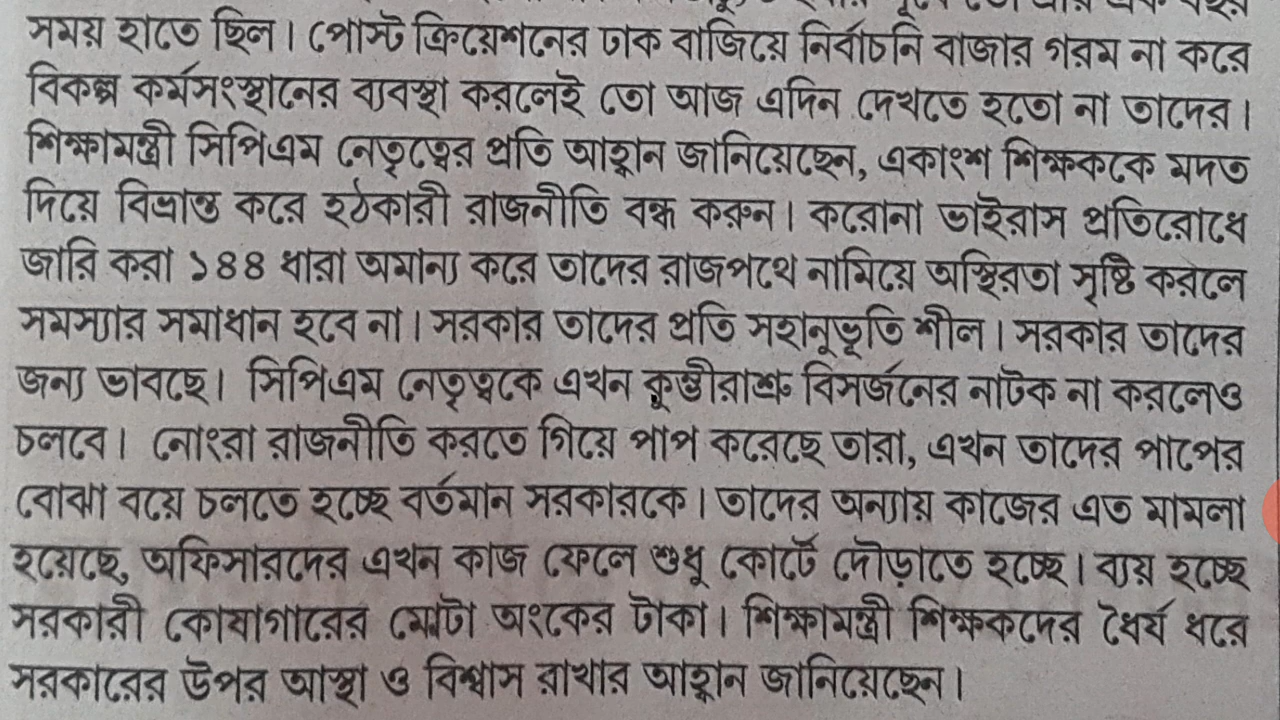 সময় হাতে ছিল। পোস্ট ক্রিয়েশনের ঢাক বাজিয়ে নির্বাচনি বাজার গরম না করে
বিকল্প কর্মসংস্থানের ব্যবস্থা করলেই তো আজ এদিন দেখতে হতো না তাদের।
শিক্ষামন্ত্রী সিপিএম নেতৃত্বের প্রতি আহ্বান জানিয়েছেন, একাংশ শিক্ষককে মদত
দিয়ে বিভ্রান্ত করে হঠকারী রাজনীতি বন্ধ করুন। করোনা ভাইরাস প্রতিরোধে
জারি করা ১৪৪ ধারা অমান্য করে তাদের রাজপথে নামিয়ে অস্থিরতা সৃষ্টি করলে
সমস্যার সমাধান হবে না। সরকার তাদের প্রতি সহানুভূতি শীল। সরকার তাদের
জন্য ভাবছে। সিপিএম নেতৃত্বকে এখন কুম্ভীরাশ্রু বিসর্জনের নাটক না করলেও
চলবে। নোংরা রাজনীতি করতে গিয়ে পাপ করেছে তারা, এখন তাদের পাপের
বোঝা বয়ে চলতে হচ্ছে বর্তমান সরকারকে। তাদের অন্যায় কাজের এত মামলা
হয়েছে, অফিসারদের এখন কাজ ফেলে শুধু কোর্টে দৌড়াতে হচ্ছে। ব্যয় হচ্ছে
সরকারী কোষাগারের মোটা অংকের টাকা। শিক্ষামন্ত্রী শিক্ষকদের ধৈর্য ধরে
সরকারের উপর আস্থা ও বিশ্বাস রাখার আহ্বান জানিয়েছেন।